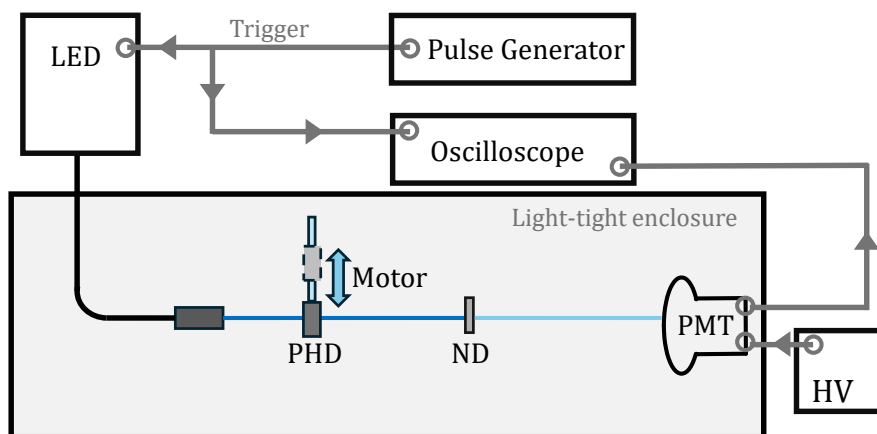 Trigger
LED
Pulse Generator
Oscilloscope
Light-tight enclosure
Motor
PHD
ND
PMT
HV